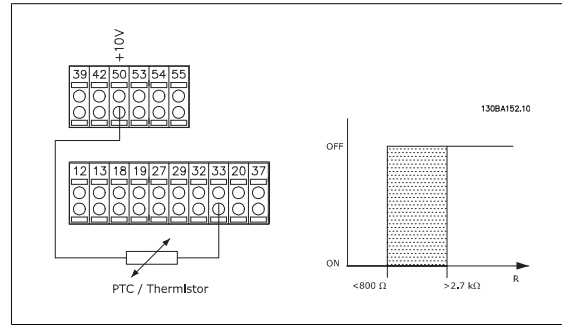 +10V
39 42 50 53 54 55
130BA152.10
OFF
12 13 18 19 27 29 32 33 20 37
ON
<800 Ω >2.7 kΩ R
PTC / Thermistor